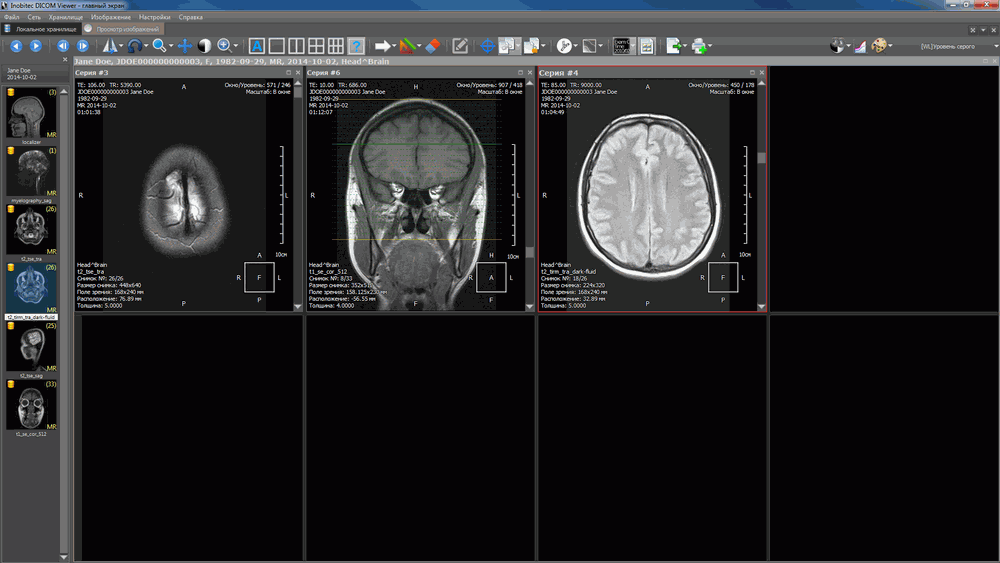 Inobitec DICOM Viewer - главный экран
Файл Сеть Хранилище Изображение Настройки Справка
Локальное хранилище Просмотр изображений
[WL]Уровень серого
Jane Doe
2014-10-02
(3)
MR
localizer
(1)
MR
myelography_sag
(26)
MR
t2_tse_tra
(26)
MR
t2_tirm_tra_dark-fluid
(25)
MR
t2_tse_sag
(33)
MR
t1_se_cor_512
Jane Doe, JDOE000000000003, F, 1982-09-29, MR, 2014-10-02, Head^Brain
Серия #3
TE: 106.00 TR: 5390.00
JDOE000000000003 Jane Doe
1982-09-29
MR 2014-10-02
01:01:38
A
Окно/Уровень: 571 / 246
Масштаб: В окне
R
10см
Head^Brain
t2_tse_tra
Снимок №: 26/26
Размер снимка: 448x640
Поле зрения: 168x240 мм
Расположение: 76.89 мм
Толщина: 5.0000
P
A
R F L
P
Серия #6
TE: 10.00 TR: 686.00
JDOE000000000003 Jane Doe
1982-09-29
MR 2014-10-02
01:12:07
H
Окно/Уровень: 907 / 418
Масштаб: В окне
R
10см
Head^Brain
t1_se_cor_512
Снимок №: 8/33
Расположение: -56.55 мм
Толщина: 4.0000
F
H
R A L
F
Серия #4
TE: 85.00 TR: 9000.00
JDOE000000000003 Jane Doe
1982-09-29
MR 2014-10-02
01:04:49
A
Окно/Уровень: 450 / 178
Масштаб: В окне
R
10см
Head^Brain
t2_tirm_tra_dark-fluid
Снимок №: 18/26
Размер снимка: 224x320
Поле зрения: 168x240 мм
Расположение: 32.89 мм
Толщина: 5.0000
P
A
R F L
P